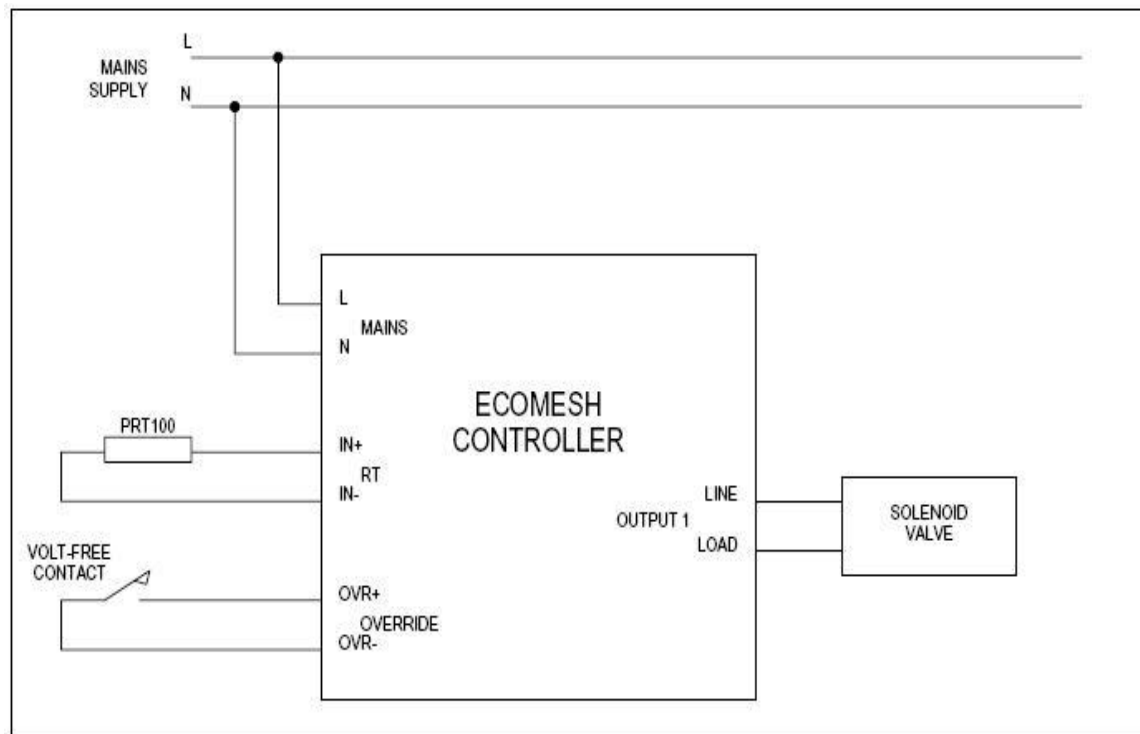 L
MAINS
SUPPLY
N
L
MAINS
N
ECOMESH
CONTROLLER
PRT100
IN+
RT
IN-
LINE
OUTPUT 1
LOAD
SOLENOID
VALVE
VOLT-FREE
CONTACT
OVR+
OVERRIDE
OVR-